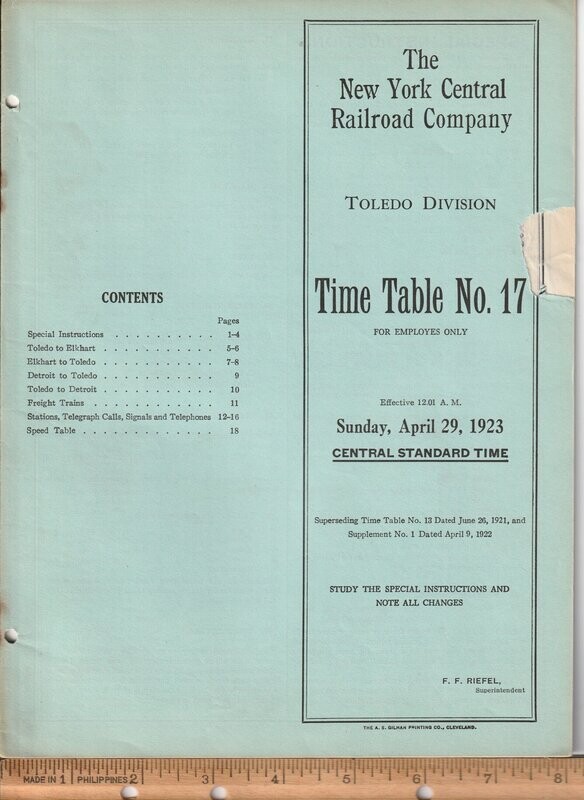 CONTENTS
Pages
Special Instructions . . . . . . . . . . 1–4
Toledo to Elkhart . . . . . . . . . . . 5–6
Elkhart to Toledo . . . . . . . . . . . 7–8
Detroit to Toledo . . . . . . . . . . . 9
Toledo to Detroit . . . . . . . . . . . 10
Freight Trains . . . . . . . . . . . . 11
Stations, Telegraph Calls, Signals and Telephones 12–16
Speed Table . . . . . . . . . . . . . 18
The
New York Central
Railroad Company
TOLEDO DIVISION
Time Table No. 17
FOR EMPLOYES ONLY
Effective 12.01 A. M.
Sunday, April 29, 1923
CENTRAL STANDARD TIME
Superseding Time Table No. 13 Dated June 26, 1921, and
Supplement No. 1 Dated April 9, 1922
STUDY THE SPECIAL INSTRUCTIONS AND
NOTE ALL CHANGES
F. F. RIEFEL,
Superintendent
THE A. S. GILMAN PRINTING CO., CLEVELAND.
MADE IN 1 PHILIPPINES 2 3 4 5 6 7 8